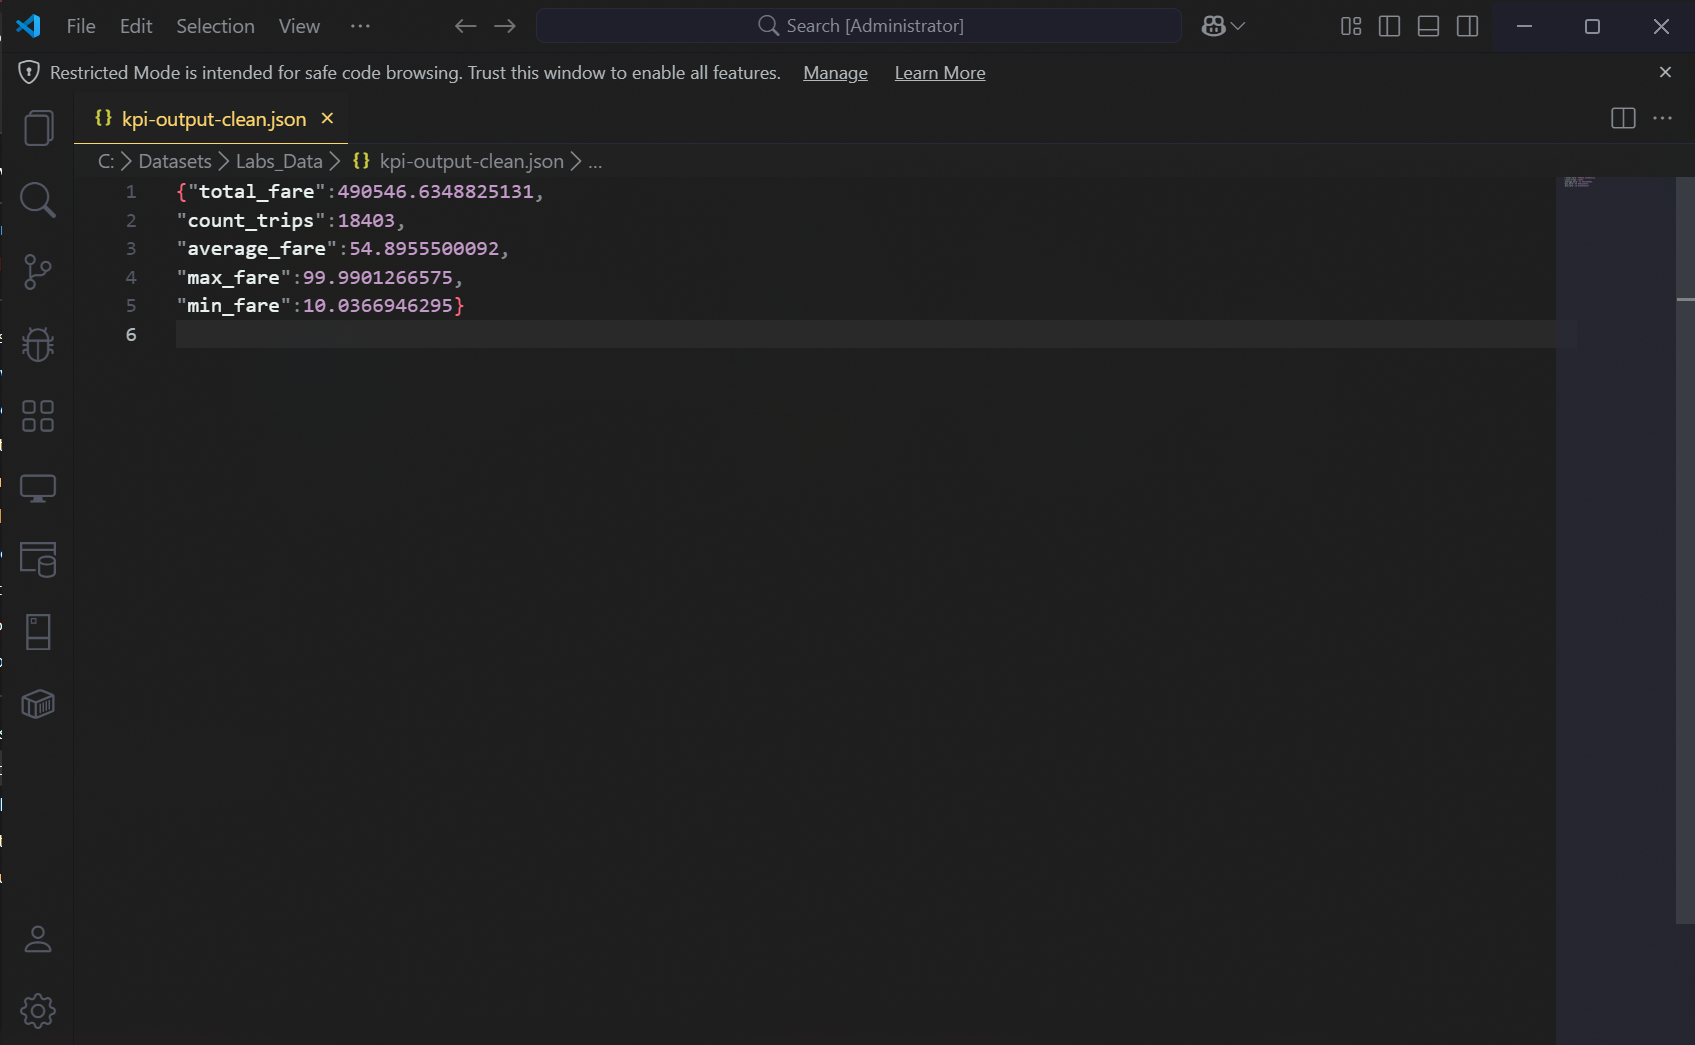 File Edit Selection View ··· Search [Administrator]
Restricted Mode is intended for safe code browsing. Trust this window to enable all features. Manage Learn More
{} kpi-output-clean.json
C: > Datasets > Labs_Data > {} kpi-output-clean.json > ...
1 {"total_fare":490546.6348825131,
2 "count_trips":18403,
3 "average_fare":54.8955500092,
4 "max_fare":99.9901266575,
5 "min_fare":10.0366946295}
6